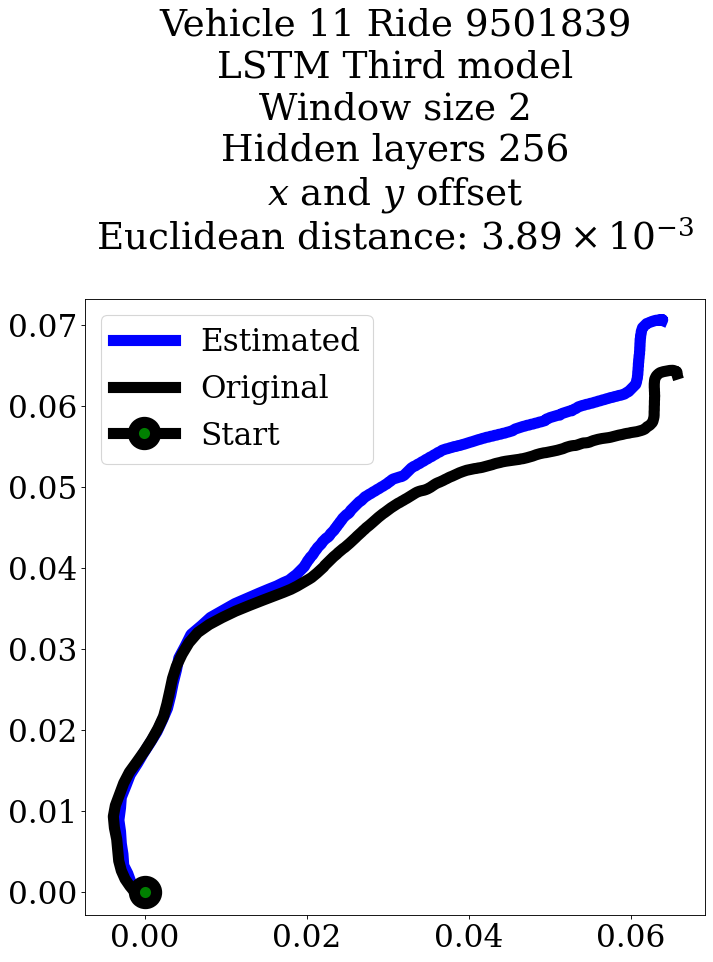 Vehicle 11 Ride 9501839
LSTM Third model
Window size 2
Hidden layers 256
x and y offset
Euclidean distance: 3.89 × 10⁻³
Estimated
Original
Start
0.07
0.06
0.05
0.04
0.03
0.02
0.01
0.00
0.00 0.02 0.04 0.06